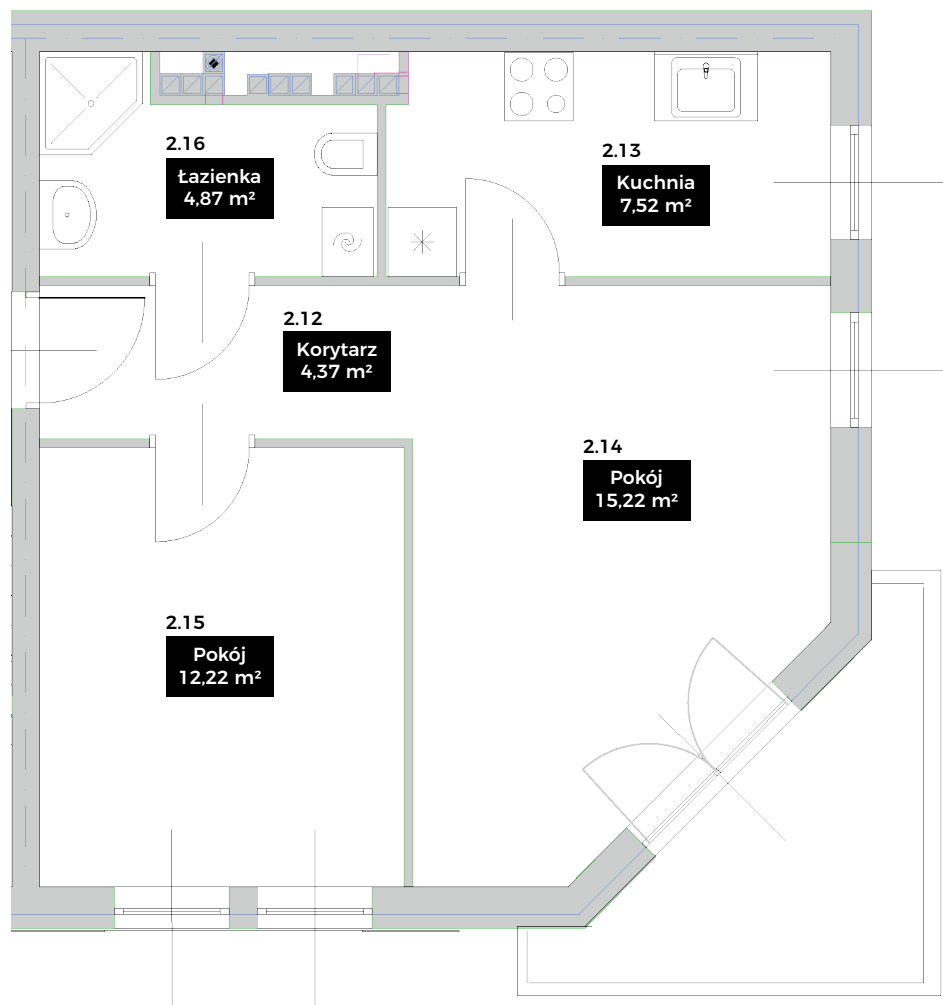 2.16
Łazienka
4,87 m²
2.13
Kuchnia
7,52 m²
2.12
Korytarz
4,37 m²
2.14
Pokój
15,22 m²
2.15
Pokój
12,22 m²